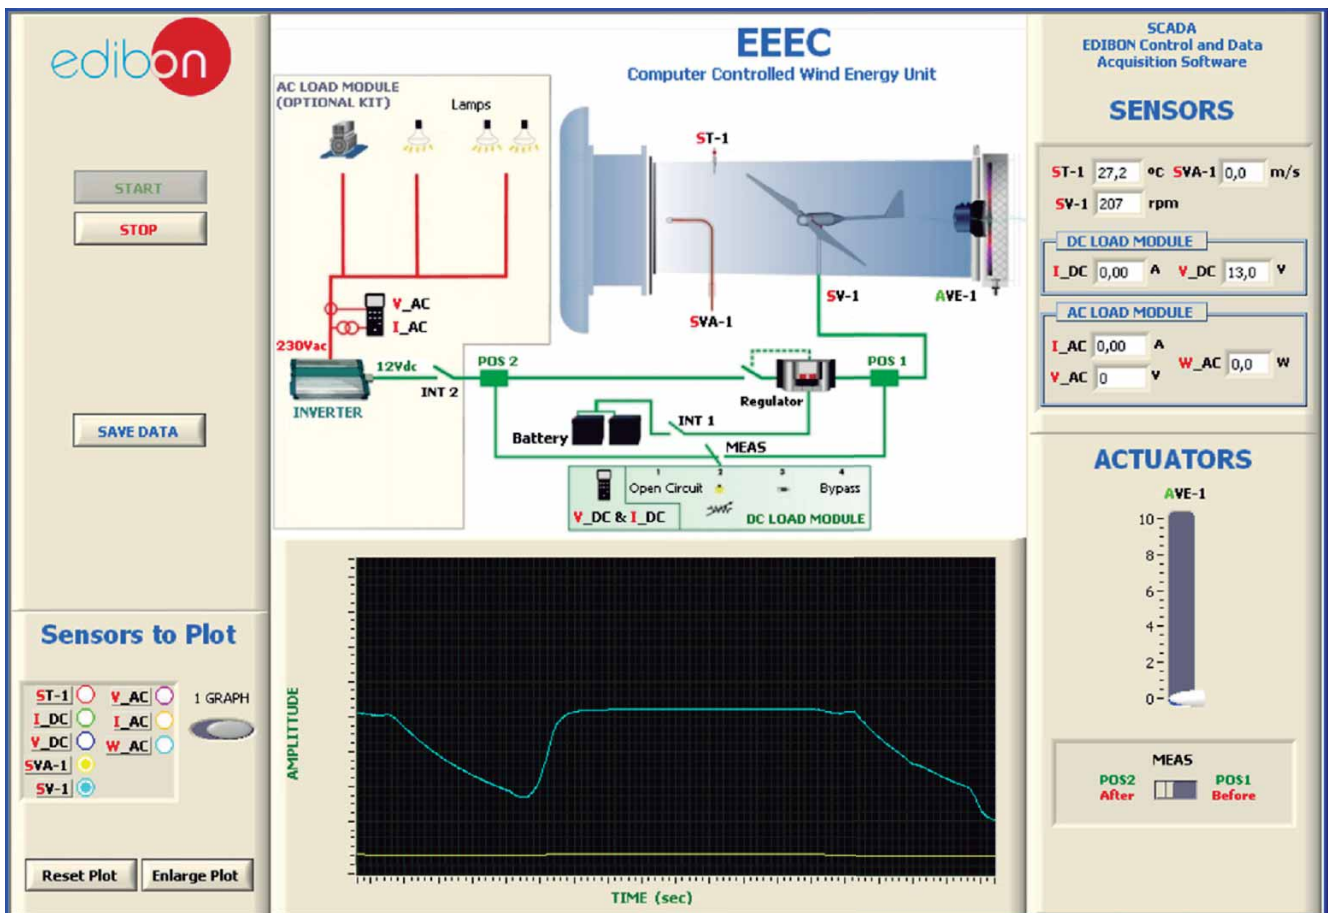 edibon
START
STOP
SAVE DATA
Sensors to Plot
ST-1
I_DC
V_DC
SVA-1
SV-1
V_AC
I_AC
W_AC
1 GRAPH
Reset Plot
Enlarge Plot
EEEC
Computer Controlled Wind Energy Unit
AC LOAD MODULE
(OPTIONAL KIT)
Lamps
V_AC
I_AC
230Vac
12Vdc
INVERTER
INT 2
POS 2
ST-1
SVA-1
SV-1
AVE-1
POS 1
Regulator
Battery
INT 1
MEAS
1 2 3 4
Open Circuit
Bypass
V_DC & I_DC
DC LOAD MODULE
AMPLITUDE
TIME (sec)
SCADA
EDIBON Control and Data
Acquisition Software
SENSORS
ST-1 27,2 ºC SVA-1 0,0 m/s
SV-1 207 rpm
DC LOAD MODULE
I_DC 0,00 A V_DC 13,0 V
AC LOAD MODULE
I_AC 0,00 A
V_AC 0 V
W_AC 0,0 W
ACTUATORS
AVE-1
10
8
6
4
2
0
MEAS
POS2
After
POS1
Before